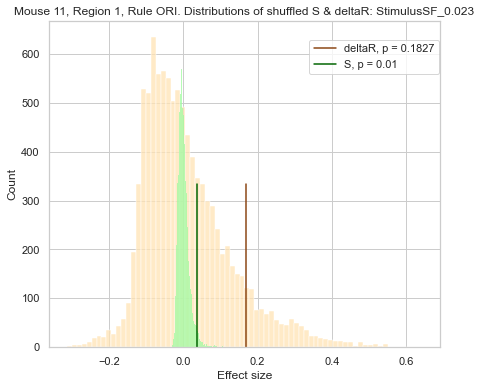 Mouse 11, Region 1, Rule ORI. Distributions of shuffled S & deltaR: StimulusSF_0.023
deltaR, p = 0.1827
S, p = 0.01
600
500
400
300
200
100
0
Count
−0.2 0.0 0.2 0.4 0.6
Effect size